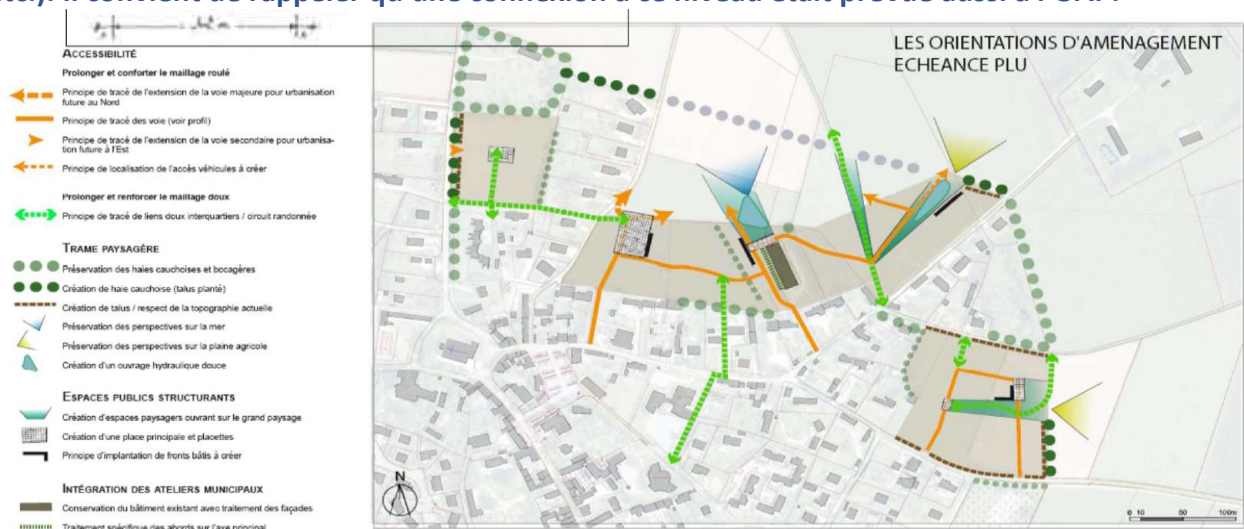 LES ORIENTATIONS D'AMENAGEMENT
ECHEANCE PLU
ACCESSIBILITÉ
Prolonger et conforter le maillage roulé
Principe de tracé de l'extension de la voie majeure pour urbanisation
future au Nord
Principe de tracé des voie (voir profil)
Principe de tracé de l'extension de la voie secondaire pour urbanisa-
tion future à l'Est
Principe de localisation de l'accès véhicules à créer
Prolonger et renforcer le maillage doux
Principe de tracé de liens doux interquartiers / circuit randonnée
TRAME PAYSAGÈRE
Préservation des haies cauchoises et bocagères
Création de haie cauchoise (talus planté)
Création de talus / respect de la topographie actuelle
Préservation des perspectives sur la mer
Préservation des perspectives sur la plaine agricole
Création d'un ouvrage hydraulique douce
ESPACES PUBLICS STRUCTURANTS
Création d'espaces paysagers ouvrant sur le grand paysage
Création d'une place principale et placettes
Principe d'implantation de fronts bâtis à créer
INTÉGRATION DES ATELIERS MUNICIPAUX
Conservation du bâtiment existant avec traitement des façades
Traitement spécifique des abords sur l'axe principal
N
0 10 50 100m